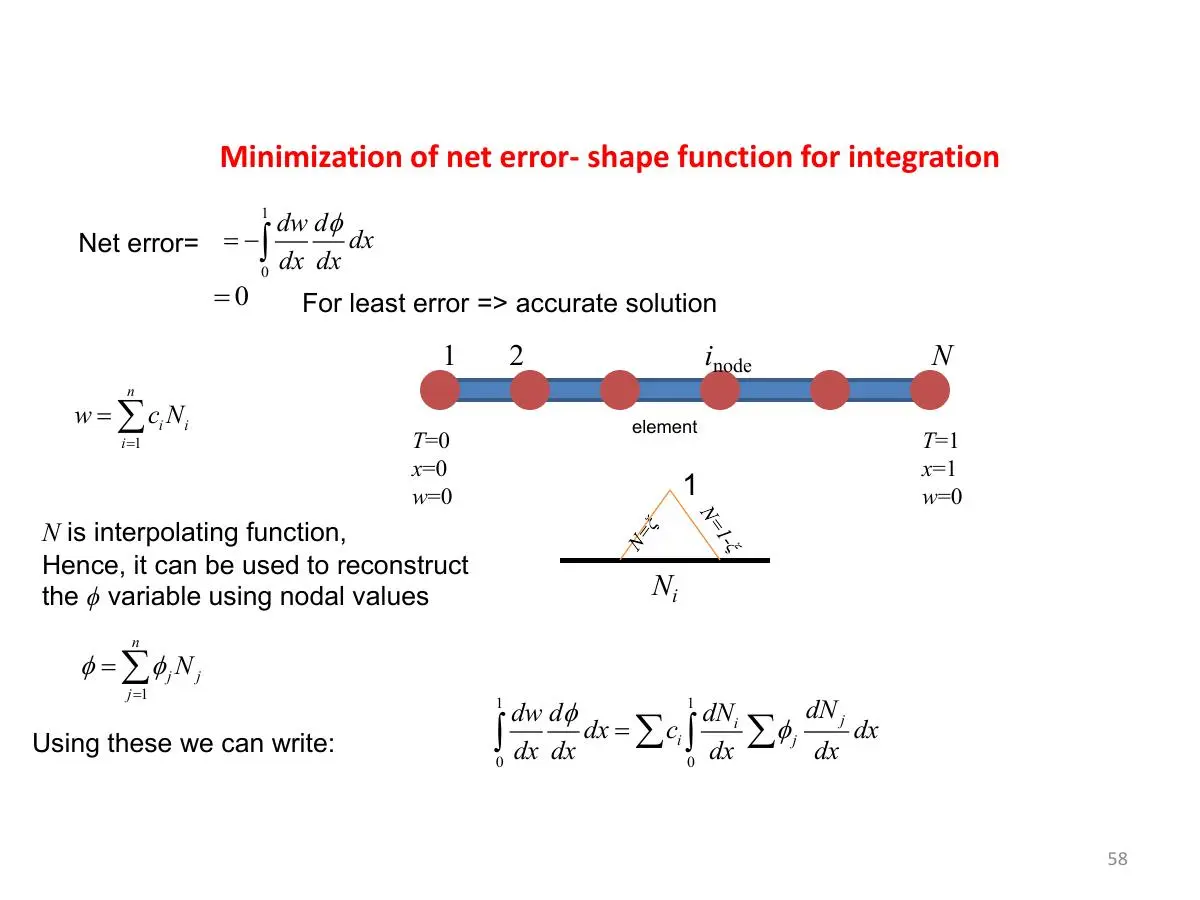 Minimization of net error- shape function for integration
Net error= = −∫₀¹ dw/dx dϕ/dx dx
= 0 For least error => accurate solution
1 2 i_node N
w = ∑_{i=1}^{n} c_i N_i
element
T=0 T=1
x=0 x=1
w=0 w=0
1
N=ξ N=1-ξ
N is interpolating function,
Hence, it can be used to reconstruct
the ϕ variable using nodal values
N_i
ϕ = ∑_{j=1}^{n} ϕ_j N_j
Using these we can write: ∫₀¹ dw/dx dϕ/dx dx = ∑ c_i ∫₀¹ dN_i/dx ∑ ϕ_j dN_j/dx dx
58